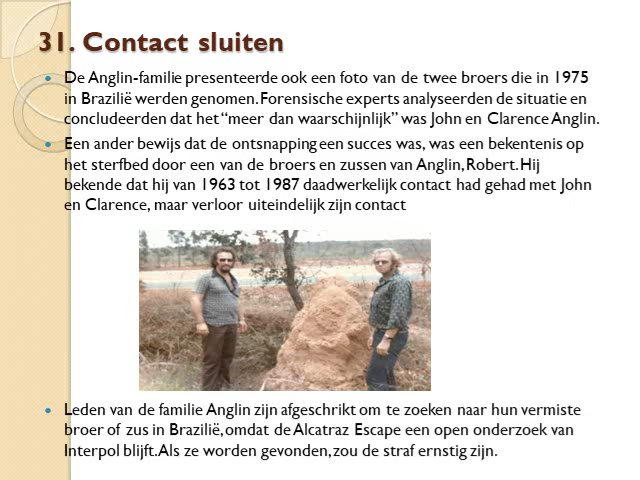 31. Contact sluiten
De Anglin-familie presenteerde ook een foto van de twee broers die in 1975
in Brazilië werden genomen. Forensische experts analyseerden de situatie en
concludeerden dat het “meer dan waarschijnlijk” was John en Clarence Anglin.
Een ander bewijs dat de ontsnapping een succes was, was een bekentenis op
het sterfbed door een van de broers en zussen van Anglin, Robert. Hij
bekende dat hij van 1963 tot 1987 daadwerkelijk contact had gehad met John
en Clarence, maar verloor uiteindelijk zijn contact
Leden van de familie Anglin zijn afgeschrikt om te zoeken naar hun vermiste
broer of zus in Brazilië, omdat de Alcatraz Escape een open onderzoek van
Interpol blijft. Als ze worden gevonden, zou de straf ernstig zijn.